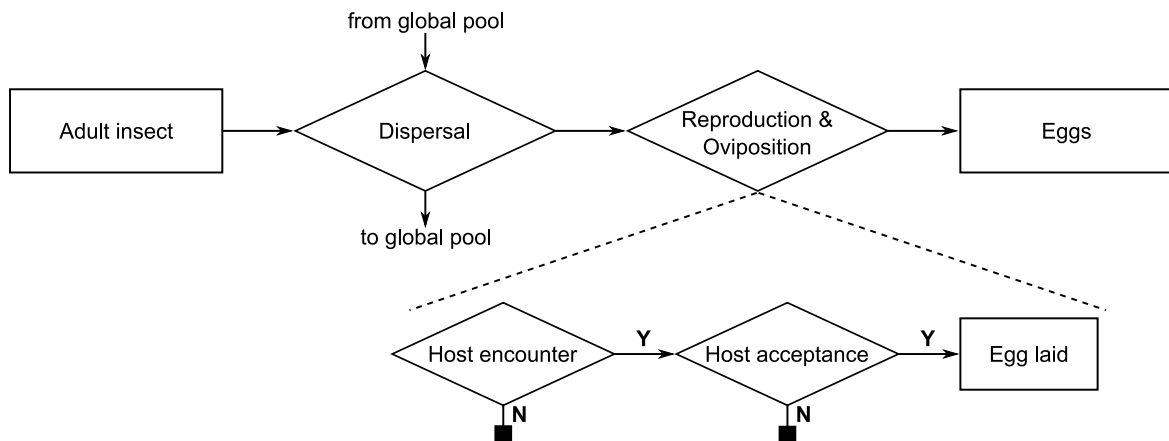 from global pool
Adult insect
Dispersal
Reproduction &
Oviposition
Eggs
to global pool
Host encounter
Y
Host acceptance
Y
Egg laid
N
N